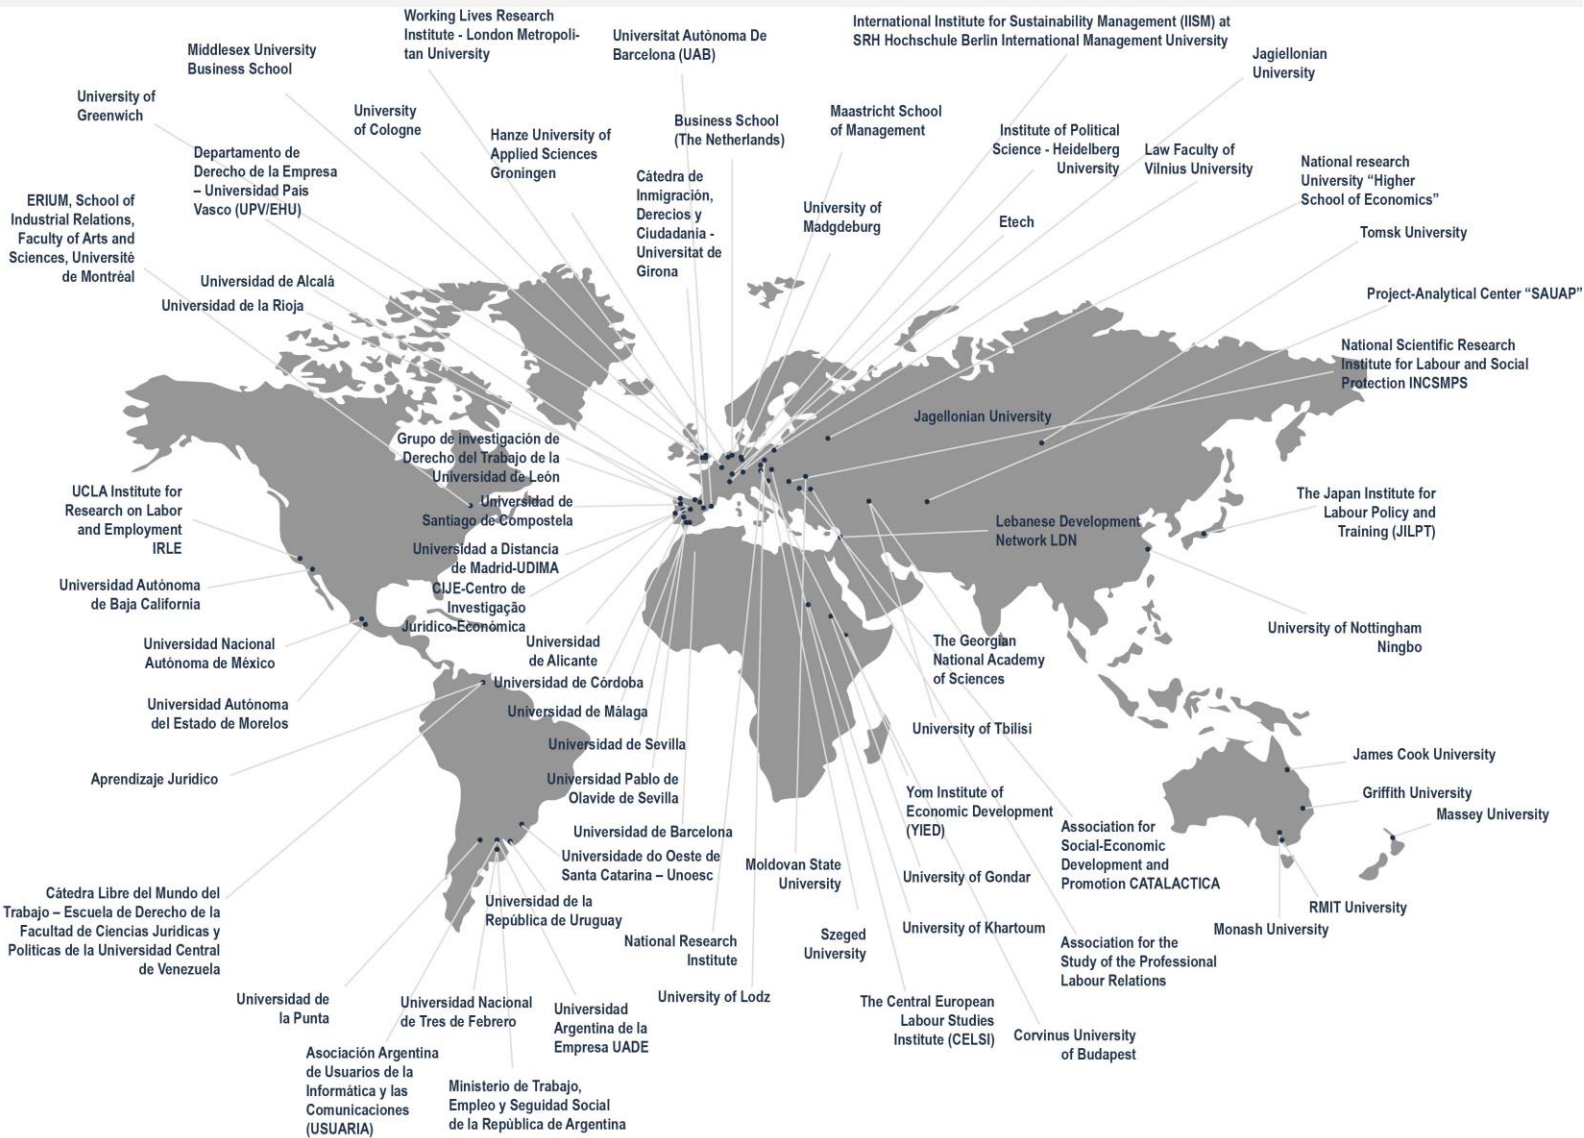 Working Lives Research
Institute - London Metropoli-
tan University
Universitat Autònoma De
Barcelona (UAB)
International Institute for Sustainability Management (IISM) at
SRH Hochschule Berlin International Management University
Middlesex University
Business School
Jagiellonian
University
University of
Greenwich
University
of Cologne
Hanze University of
Applied Sciences
Groningen
Business School
(The Netherlands)
Maastricht School
of Management
Institute of Political
Science - Heidelberg
University
Law Faculty of
Vilnius University
National research
University “Higher
School of Economics”
Departamento de
Derecho de la Empresa
– Universidad País
Vasco (UPV/EHU)
Cátedra de
Inmigración,
Derecios y
Ciudadania -
Universitat de
Girona
University of
Madgdeburg
Etech
Tomsk University
ERIUM, School of
Industrial Relations,
Faculty of Arts and
Sciences, Université
de Montréal
Universidad de Alcalá
Universidad de la Rioja
Project-Analytical Center “SAUAP”
National Scientific Research
Institute for Labour and Social
Protection INCSMPS
Jagellonian University
Grupo de investigación de
Derecho del Trabajo de la
Universidad de León
Universidad de
Santiago de Compostela
UCLA Institute for
Research on Labor
and Employment
IRLE
The Japan Institute for
Labour Policy and
Training (JILPT)
Lebanese Development
Network LDN
Universidad a Distancia
de Madrid-UDIMA
CIJE-Centro de
Investigação
Jurídico-Económica
Universidad Autónoma
de Baja California
Universidad Nacional
Autónoma de México
Universidad
de Alicante
The Georgian
National Academy
of Sciences
University of Nottingham
Ningbo
Universidad de Córdoba
Universidad Autónoma
del Estado de Morelos
Universidad de Málaga
University of Tbilisi
Universidad de Sevilla
James Cook University
Aprendizaje Jurídico
Universidad Pablo de
Olavide de Sevilla
Yom Institute of
Economic Development
(YIED)
Griffith University
Massey University
Universidad de Barcelona
Association for
Social-Economic
Development and
Promotion CATALACTICA
Universidade do Oeste de
Santa Catarina – Unoesc
Moldovan State
University
University of Gondar
Cátedra Libre del Mundo del
Trabajo – Escuela de Derecho de la
Facultad de Ciencias Jurídicas y
Políticas de la Universidad Central
de Venezuela
Universidad de la
República de Uruguay
RMIT University
Monash University
National Research
Institute
Szeged
University
University of Khartoum
Association for the
Study of the Professional
Labour Relations
Universidad de
la Punta
Universidad Nacional
de Tres de Febrero
Universidad
Argentina de la
Empresa UADE
University of Lodz
The Central European
Labour Studies
Institute (CELSI)
Corvinus University
of Budapest
Asociación Argentina
de Usuarios de la
Informática y las
Comunicaciones
(USUARIA)
Ministerio de Trabajo,
Empleo y Seguidad Social
de la República de Argentina